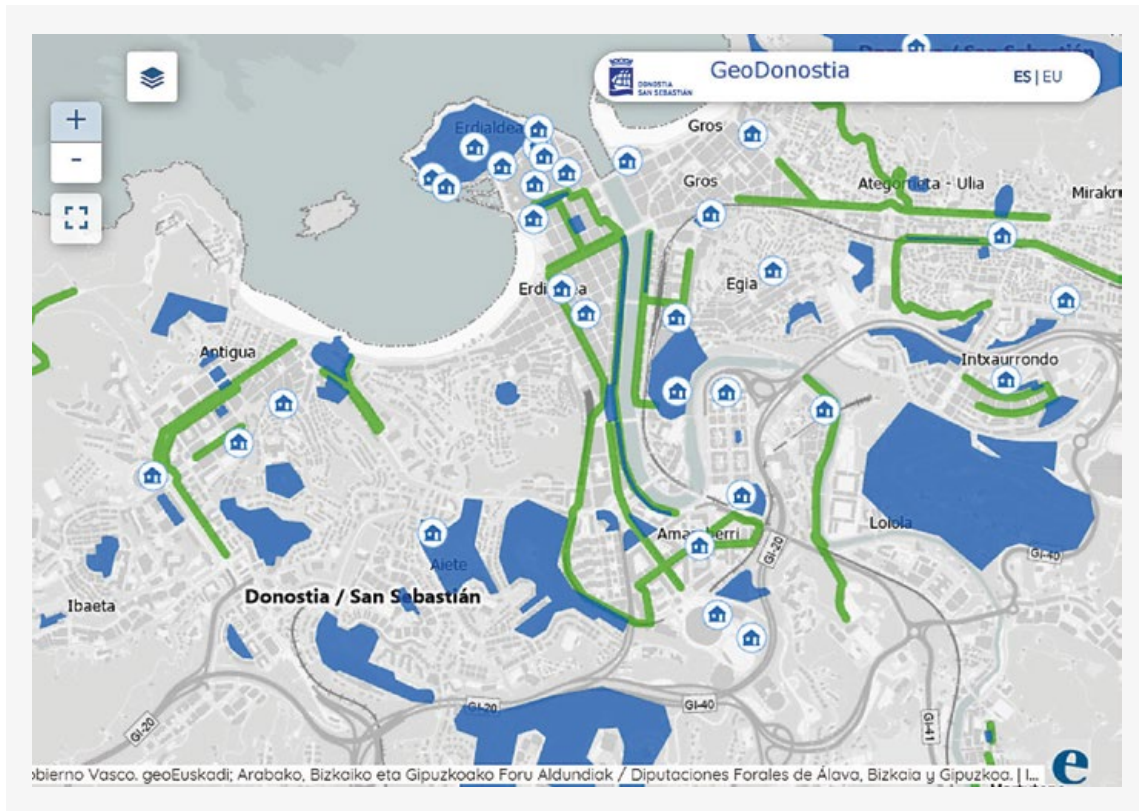 GeoDonostia
DONOSTIA
SAN SEBASTIÁN
ES | EU
+
-
Erdialdea
Gros
Gros
Ategorrieta - Ulia
Egia
Antigua
Intxaurrondo
Loiola
Aiete
Donostia / San Sebastián
Ibaeta
GI-20
GI-40
GI-20
GI-40
GI-20
GI-41
obierno Vasco. geoEuskadi; Arabako, Bizkaiko eta Gipuzkoako Foru Aldundiak / Diputaciones Forales de Álava, Bizkaia y Gipuzkoa. | I...
e